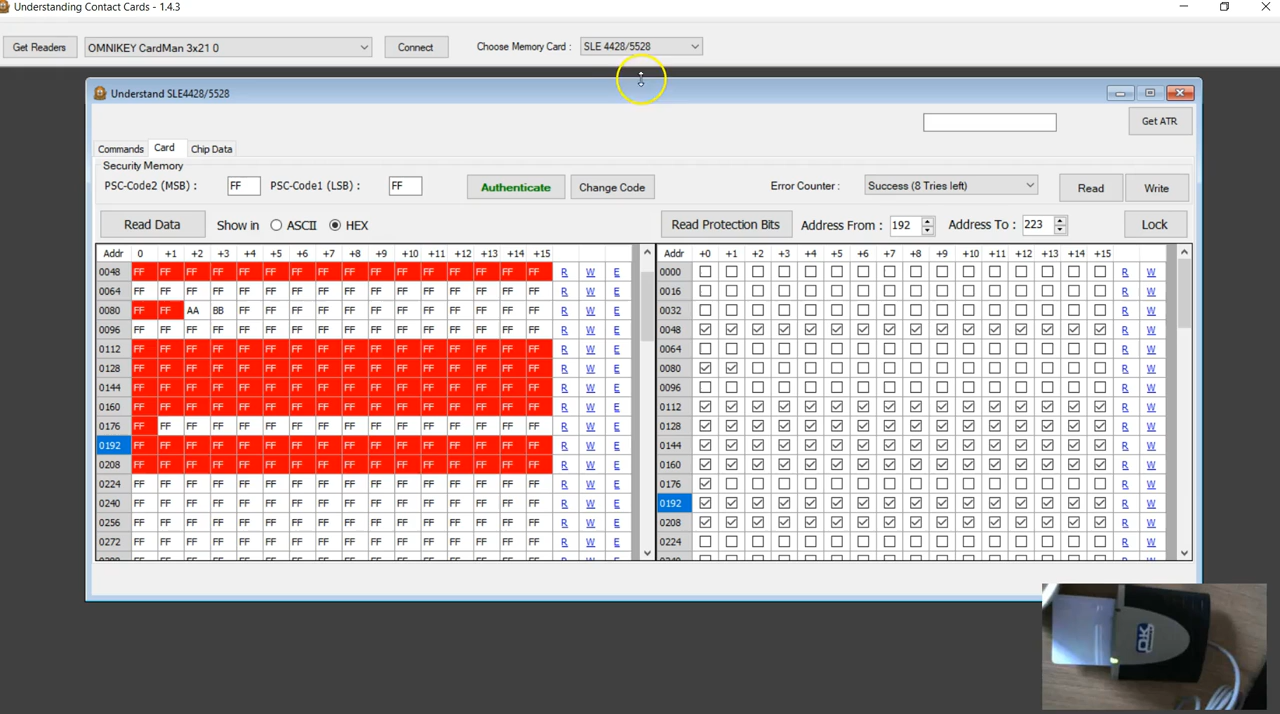 Understanding Contact Cards - 1.4.3
Get Readers OMNIKEY CardMan 3x21 0 Connect Choose Memory Card : SLE 4428/5528
Understand SLE4428/5528
Get ATR
Commands Card Chip Data
Security Memory
PSC-Code2 (MSB) : FF PSC-Code1 (LSB) : FF Authenticate Change Code Error Counter : Success (8 Tries left) Read Write
Read Data Show in ASCII HEX Read Protection Bits Address From : 192 Address To : 223 Lock
Addr 0 +1 +2 +3 +4 +5 +6 +7 +8 +9 +10 +11 +12 +13 +14 +15 Addr +0 +1 +2 +3 +4 +5 +6 +7 +8 +9 +10 +11 +12 +13 +14 +15
0048 FF FF FF FF FF FF FF FF FF FF FF FF FF FF FF FF R W E 0000 R W
0064 FF FF FF FF FF FF FF FF FF FF FF FF FF FF FF FF R W E 0016 R W
0080 FF FF AA BB FF FF FF FF FF FF FF FF FF FF FF FF R W E 0032 R W
0096 FF FF FF FF FF FF FF FF FF FF FF FF FF FF FF FF R W E 0048 R W
0112 FF FF FF FF FF FF FF FF FF FF FF FF FF FF FF FF R W E 0064 R W
0128 FF FF FF FF FF FF FF FF FF FF FF FF FF FF FF FF R W E 0080 R W
0144 FF FF FF FF FF FF FF FF FF FF FF FF FF FF FF FF R W E 0096 R W
0160 FF FF FF FF FF FF FF FF FF FF FF FF FF FF FF FF R W E 0112 R W
0176 FF FF FF FF FF FF FF FF FF FF FF FF FF FF FF FF R W E 0128 R W
0192 FF FF FF FF FF FF FF FF FF FF FF FF FF FF FF FF R W E 0144 R W
0208 FF FF FF FF FF FF FF FF FF FF FF FF FF FF FF FF R W E 0160 R W
0224 FF FF FF FF FF FF FF FF FF FF FF FF FF FF FF FF R W E 0176 R W
0240 FF FF FF FF FF FF FF FF FF FF FF FF FF FF FF FF R W E 0192 R W
0256 FF FF FF FF FF FF FF FF FF FF FF FF FF FF FF FF R W E 0208 R W
0272 FF FF FF FF FF FF FF FF FF FF FF FF FF FF FF FF R W E 0224 R W
OK